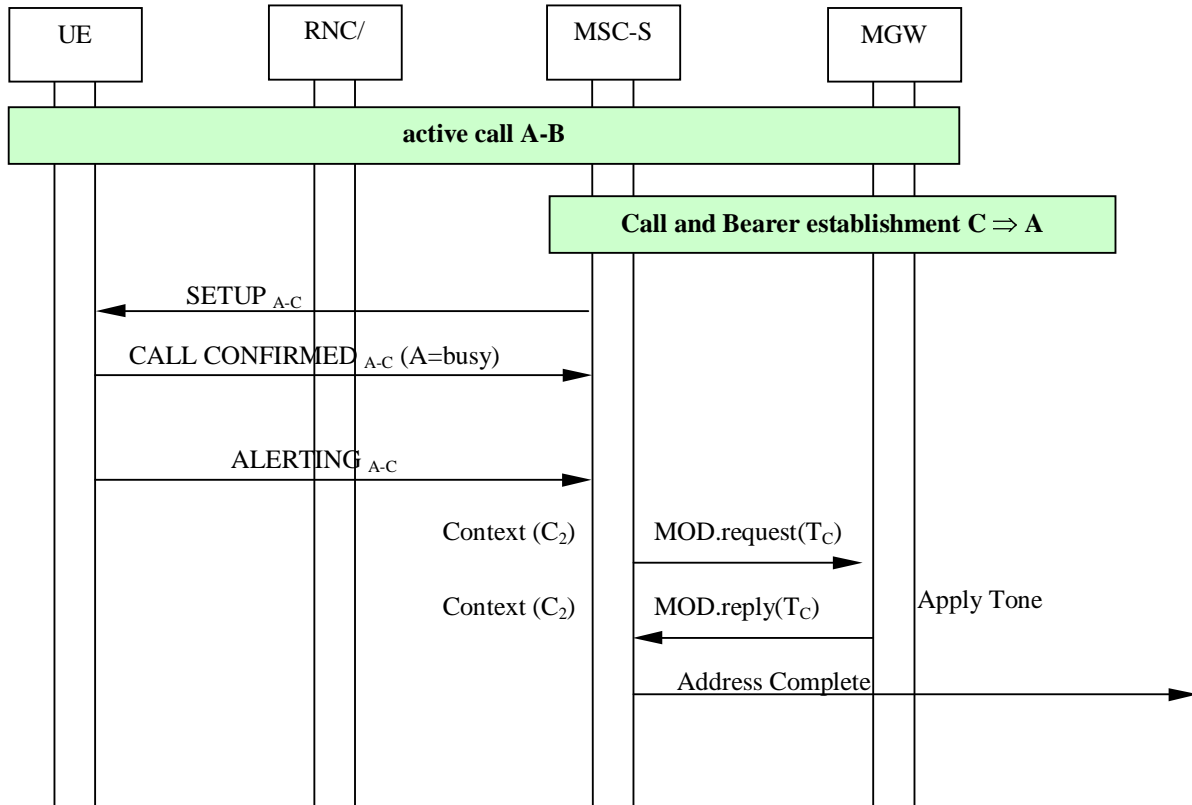 UE
RNC/
MSC-S
MGW
active call A-B
Call and Bearer establishment C ⇒ A
SETUP A-C
CALL CONFIRMED A-C (A=busy)
ALERTING A-C
Context (C2)
MOD.request(TC)
Context (C2)
MOD.reply(TC)
Apply Tone
Address Complete